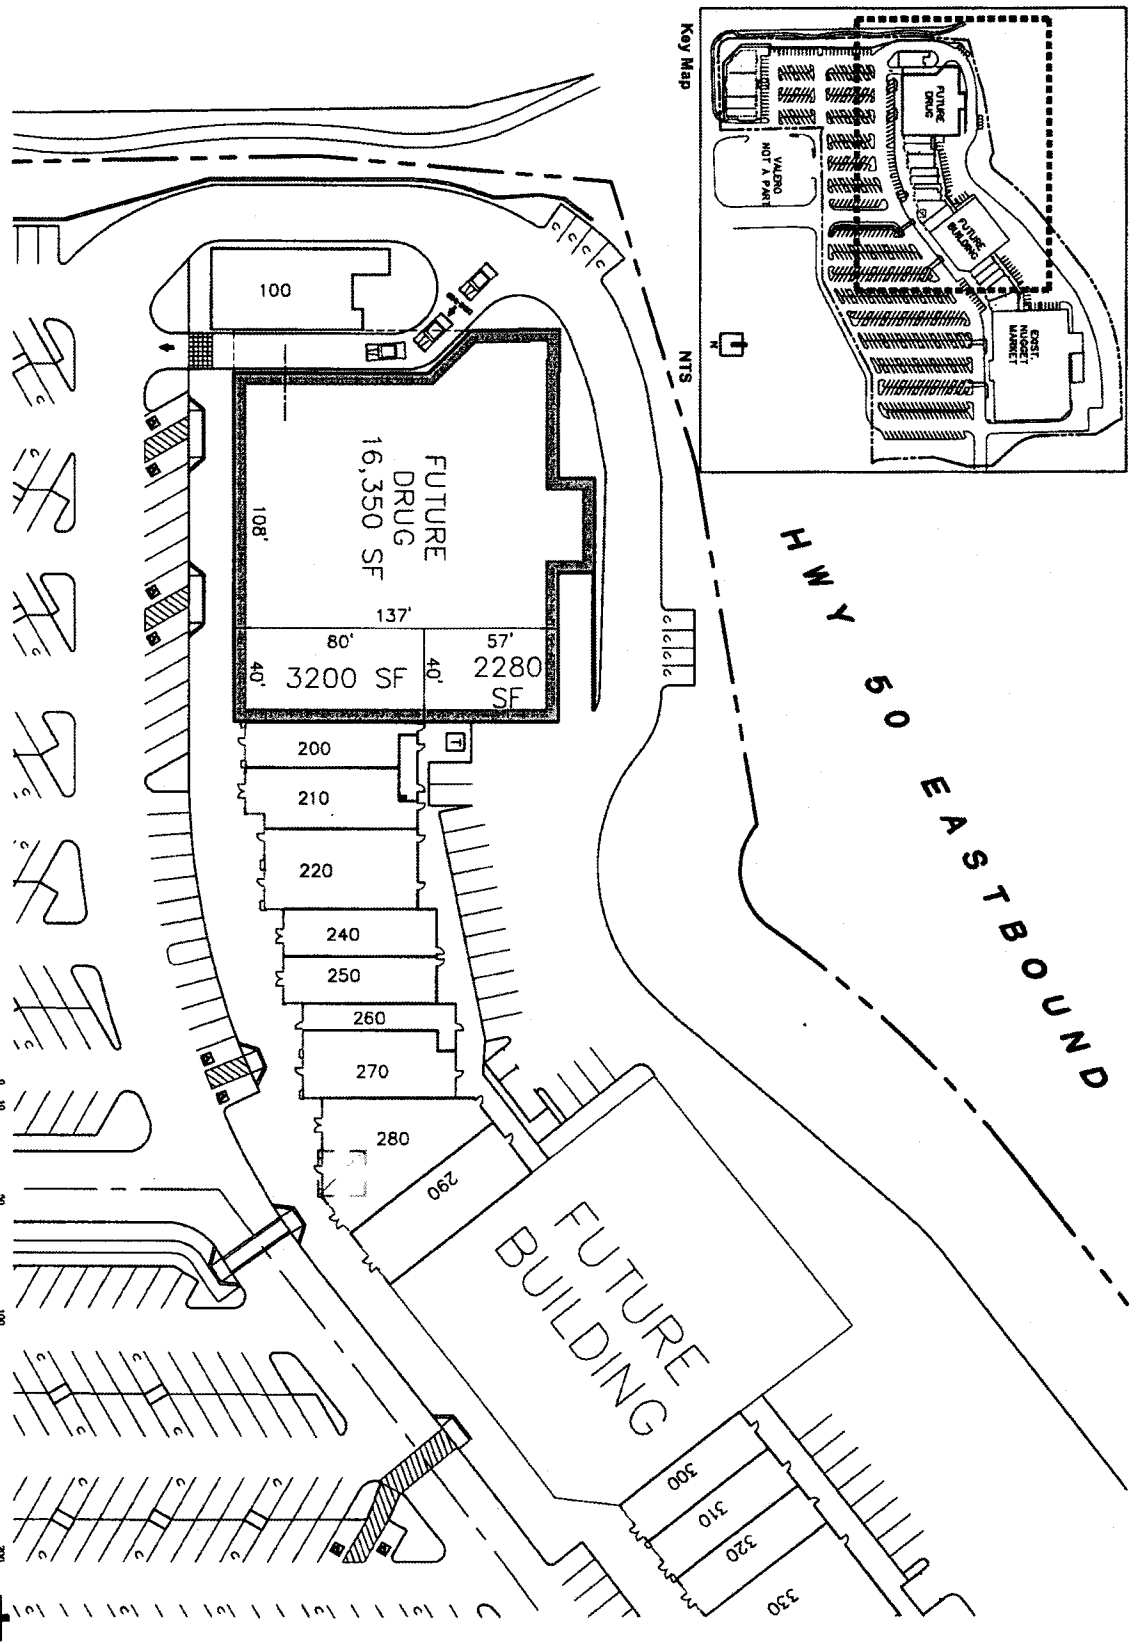 Key Map
NTS
FUTURE
DRUG
VALERO
NOT A PART
FUTURE
BUILDING
EXIST.
NUGGET
MARKET
N
HWY 50 EASTBOUND
100
FUTURE
DRUG
16,350 SF
108'
137'
80'
57'
40'
3200 SF
40'
2280
SF
T
200
210
220
240
250
260
270
280
290
FUTURE
BUILDING
300
310
320
330